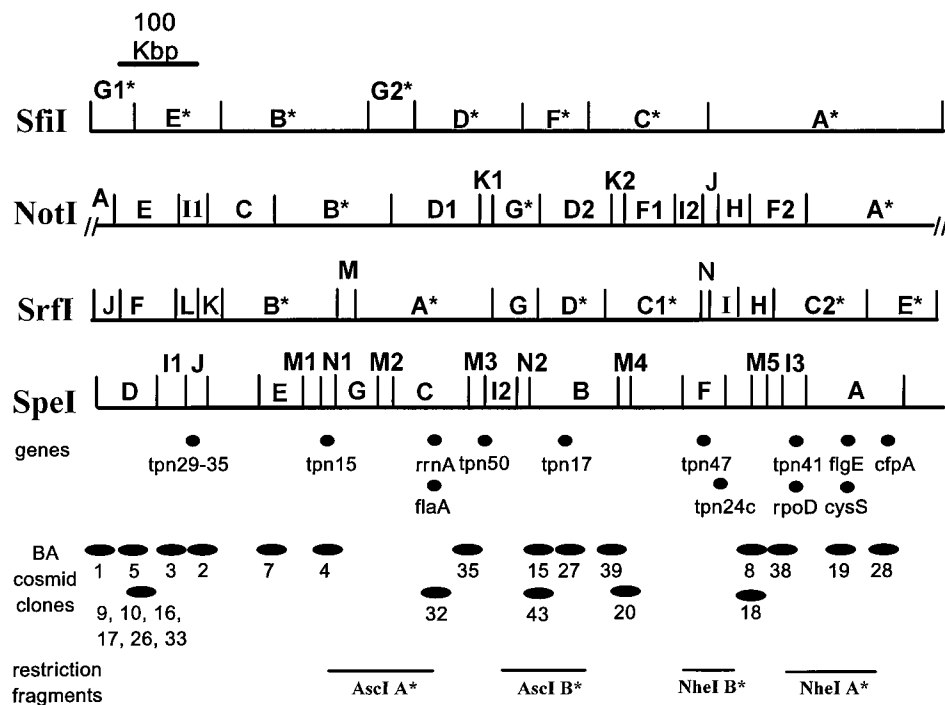 100
Kbp
G1* G2*
SfiI E* B* D* F* C* A*
K1 K2 J
A
NotI E I1 C B* D1 G* D2 F1 I2 H F2 A*
// //
M N
SrfI J F L K B* A* G D* C1* I H C2* E*
I1 J M1 N1 M2 M3 N2 M4 M5 I3
SpeI D E G C I2 B F A
genes
tpn29-35 tpn15 rrnA tpn50 tpn17 tpn47 tpn41 flgE cfpA
flaA tpn24c rpoD cysS
BA
cosmid
clones
1 5 3 2 7 4 35 15 27 39 8 38 19 28
9, 10, 16, 32 43 20 18
17, 26, 33
restriction
fragments
AscI A* AscI B* NheI B* NheI A*